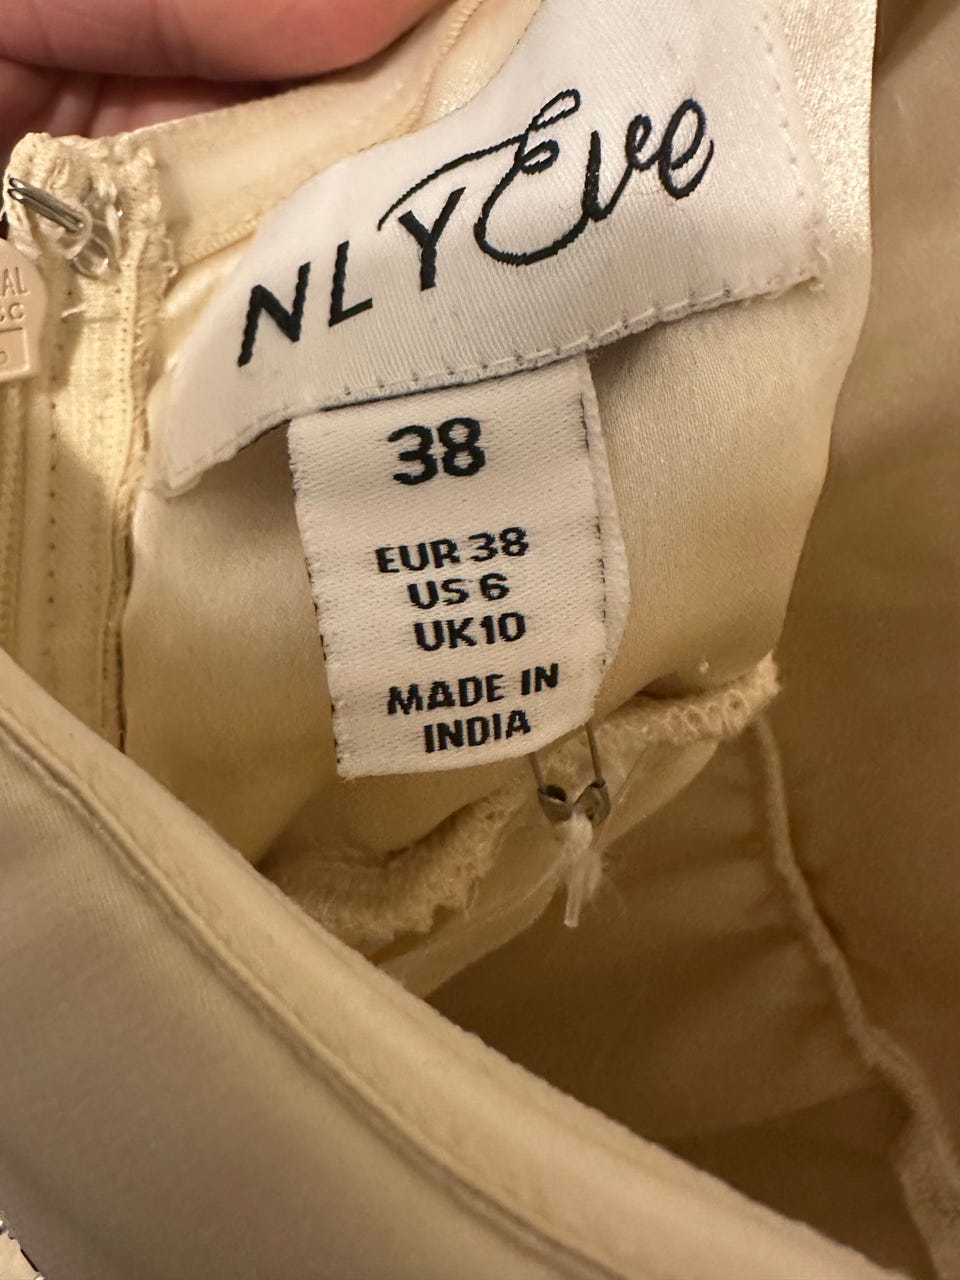 NLY Eve
38
EUR 38
US 6
UK10
MADE IN
INDIA